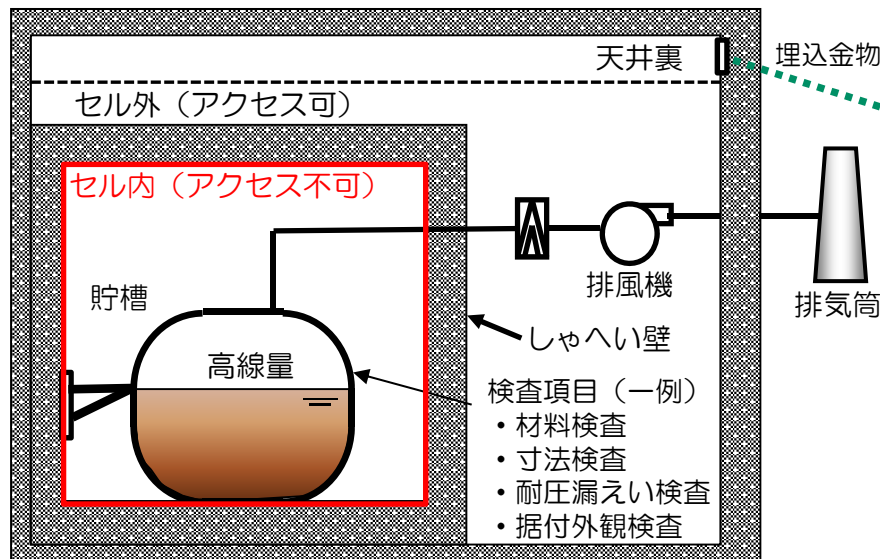 天井裏
埋込金物
セル外（アクセス可）
セル内（アクセス不可）
貯槽
排風機
排気筒
しゃへい壁
高線量
検査項目（一例）
・材料検査
・寸法検査
・耐圧漏えい検査
・据付外観検査